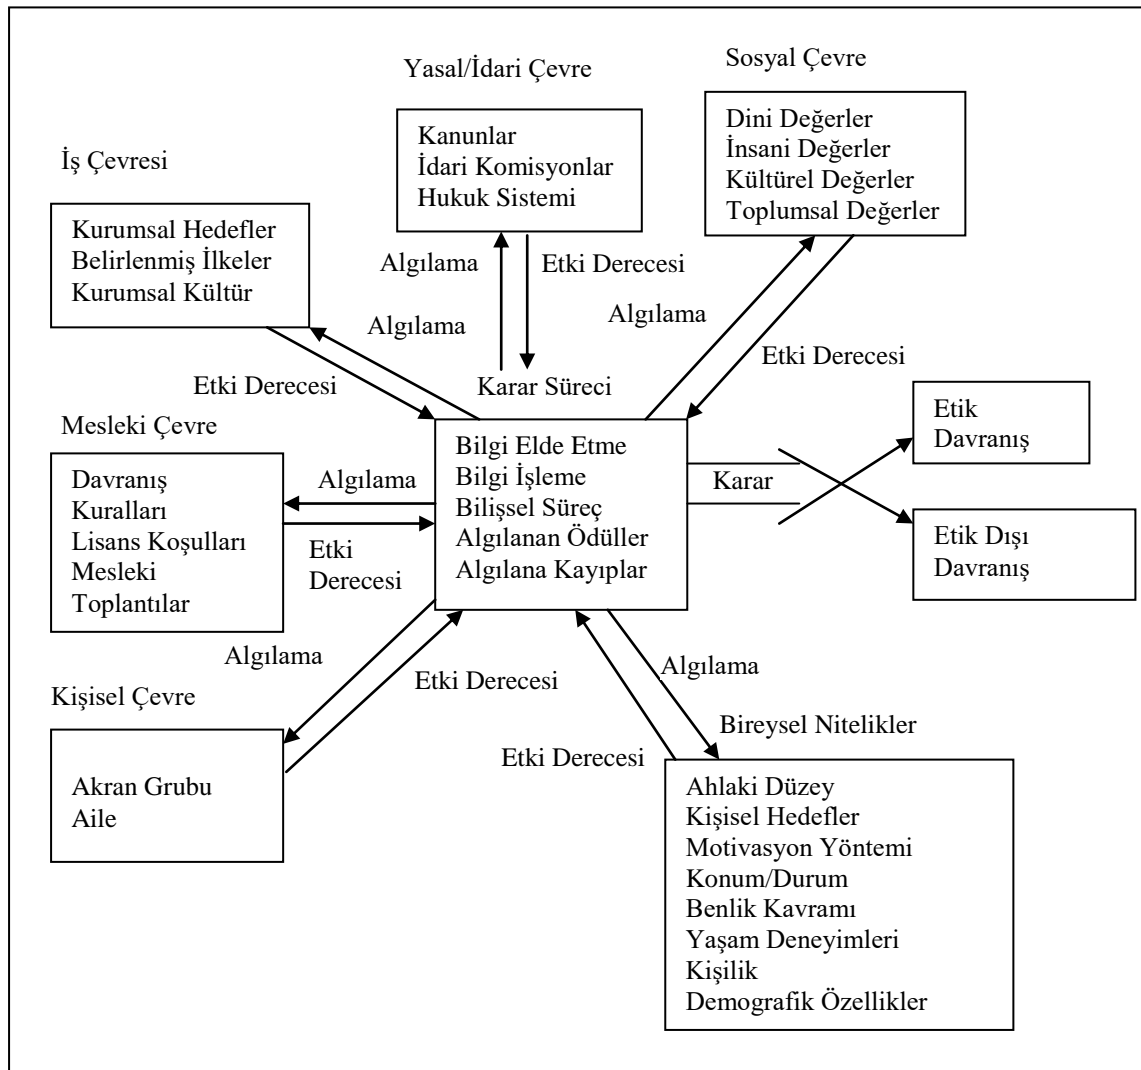 Yasal/İdari Çevre
Kanunlar
İdari Komisyonlar
Hukuk Sistemi
Sosyal Çevre
Dini Değerler
İnsani Değerler
Kültürel Değerler
Toplumsal Değerler
İş Çevresi
Kurumsal Hedefler
Belirlenmiş İlkeler
Kurumsal Kültür
Algılama
Etki Derecesi
Algılama
Etki Derecesi
Algılama
Etki Derecesi
Karar Süreci
Bilgi Elde Etme
Bilgi İşleme
Bilişsel Süreç
Algılanan Ödüller
Algılana Kayıplar
Karar
Etik
Davranış
Etik Dışı
Davranış
Mesleki Çevre
Davranış
Kuralları
Lisans Koşulları
Mesleki
Toplantılar
Algılama
Etki
Derecesi
Kişisel Çevre
Akran Grubu
Aile
Algılama
Etki Derecesi
Algılama
Etki Derecesi
Bireysel Nitelikler
Ahlaki Düzey
Kişisel Hedefler
Motivasyon Yöntemi
Konum/Durum
Benlik Kavramı
Yaşam Deneyimleri
Kişilik
Demografik Özellikler